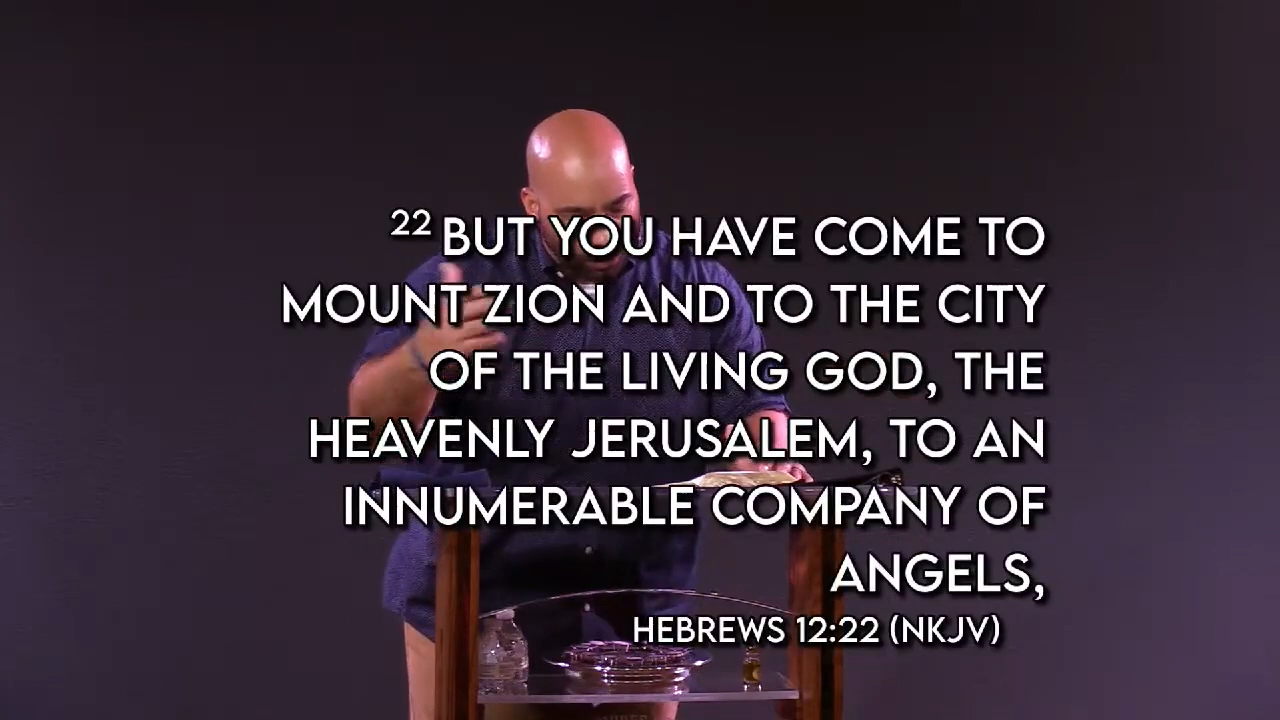 22 BUT YOU HAVE COME TO
MOUNT ZION AND TO THE CITY
OF THE LIVING GOD, THE
HEAVENLY JERUSALEM, TO AN
INNUMERABLE COMPANY OF
ANGELS,
HEBREWS 12:22 (NKJV)